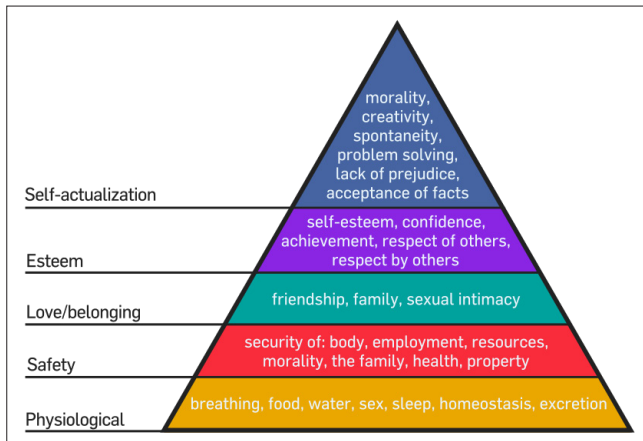 morality,
creativity,
spontaneity,
problem solving,
lack of prejudice,
acceptance of facts
Self-actualization
self-esteem, confidence,
achievement, respect of others,
respect by others
Esteem
friendship, family, sexual intimacy
Love/belonging
security of: body, employment, resources,
morality, the family, health, property
Safety
breathing, food, water, sex, sleep, homeostasis, excretion
Physiological